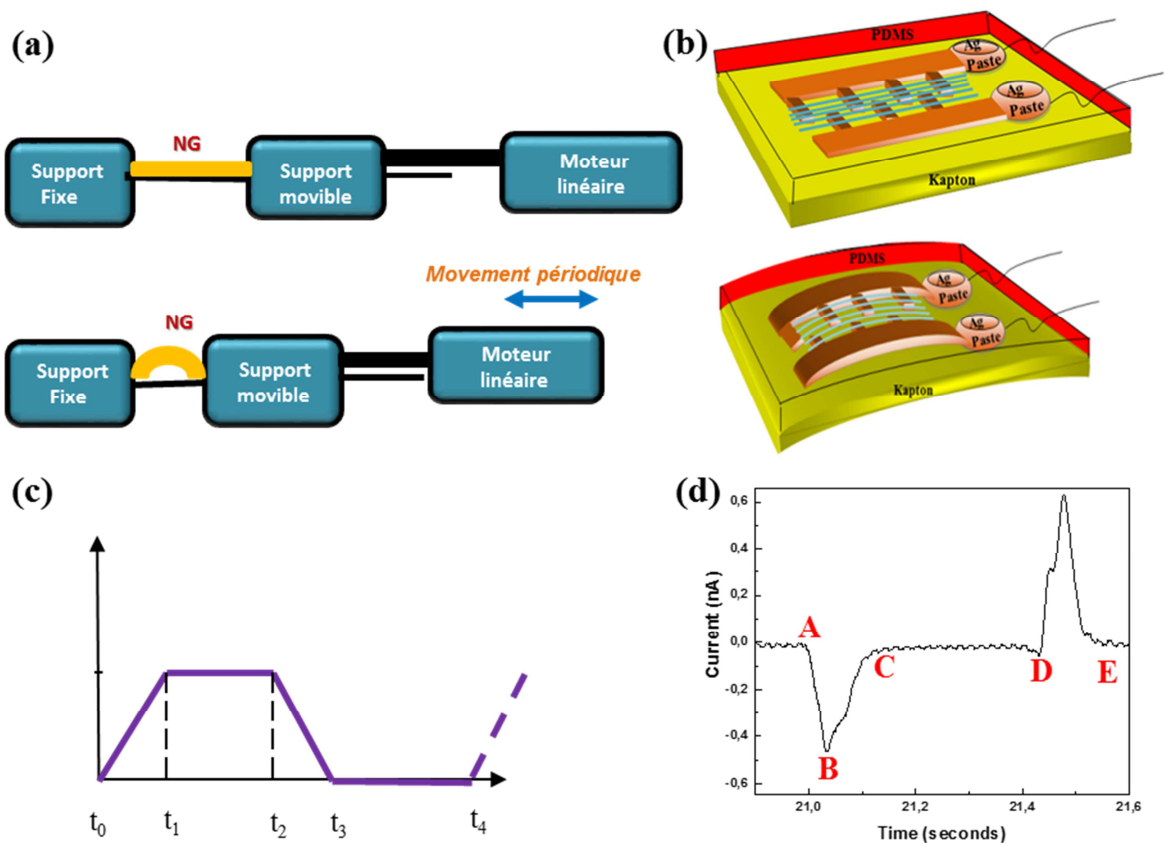 (a)
NG
Support
Fixe
Support
movible
Moteur
linéaire
Movement périodique
NG
Support
Fixe
Support
movible
Moteur
linéaire
(b)
PDMS
Ag
Paste
Ag
Paste
Kapton
PDMS
Ag
Paste
Ag
Paste
Kapton
(c)
t0 t1 t2 t3 t4
(d)
Current (nA)
0,6
0,4
0,2
0,0
-0,2
-0,4
-0,6
A
B
C
D
E
21,0 21,2 21,4 21,6
Time (seconds)